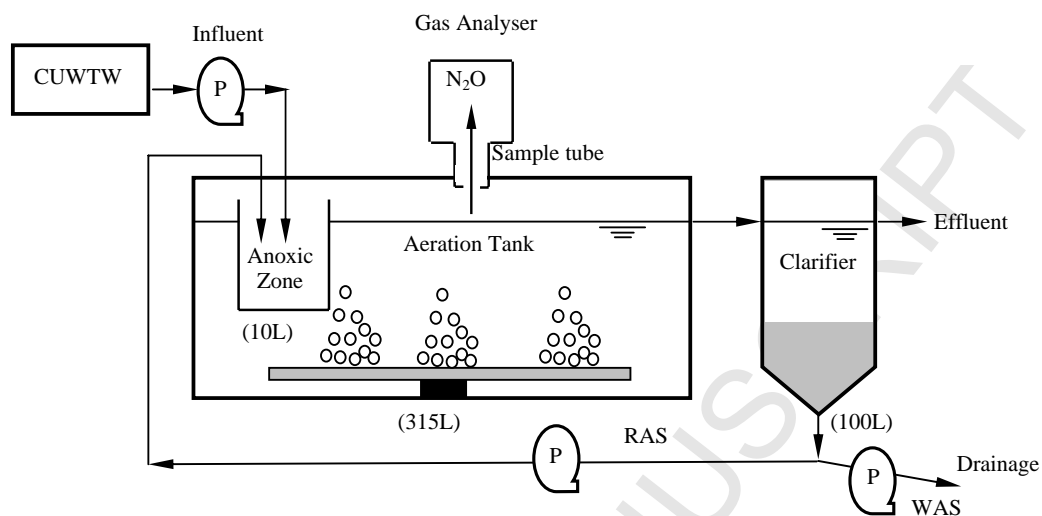 Gas Analyser
Influent
CUWTW
P
N₂O
Sample tube
Aeration Tank
Anoxic
Zone
(10L)
Effluent
Clarifier
(315L)
(100L)
RAS
P
P
Drainage
WAS